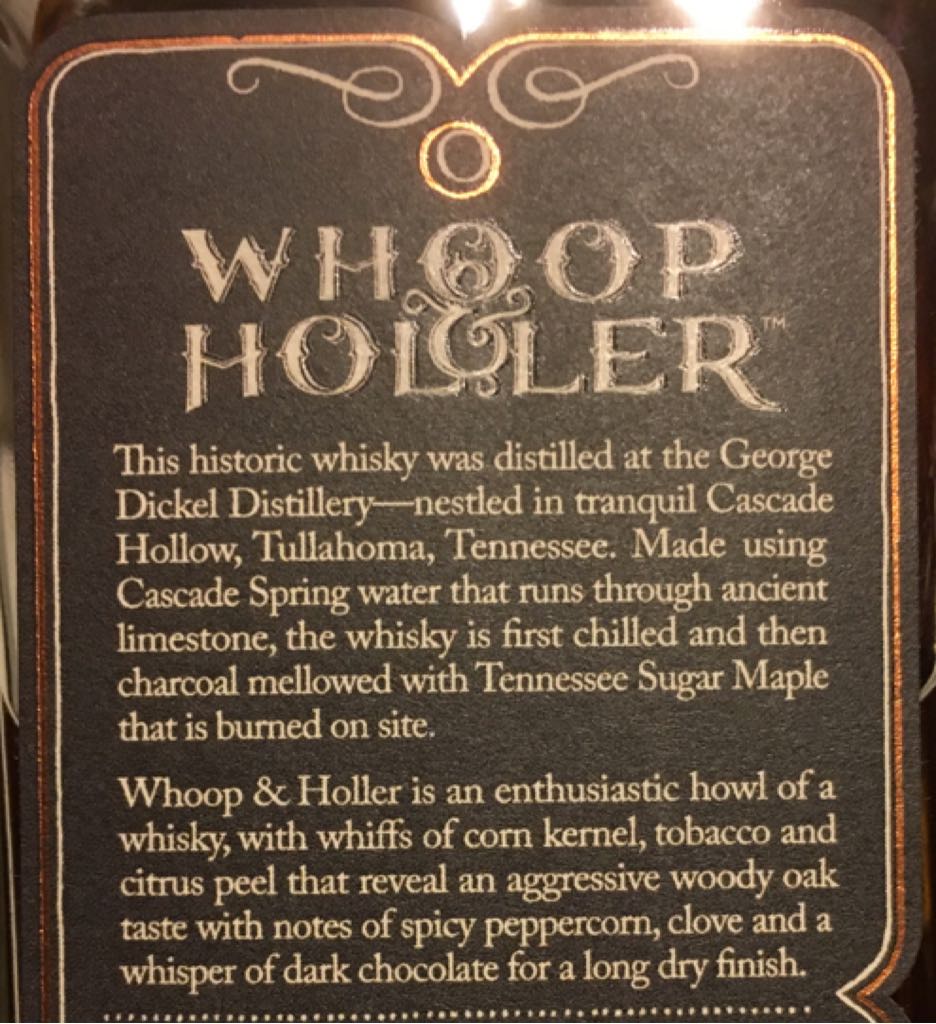 WHOOP
&
HOLLER™
This historic whisky was distilled at the George
Dickel Distillery—nestled in tranquil Cascade
Hollow, Tullahoma, Tennessee. Made using
Cascade Spring water that runs through ancient
limestone, the whisky is first chilled and then
charcoal mellowed with Tennessee Sugar Maple
that is burned on site.
Whoop & Holler is an enthusiastic howl of a
whisky, with whiffs of corn kernel, tobacco and
citrus peel that reveal an aggressive woody oak
taste with notes of spicy peppercorn, clove and a
whisper of dark chocolate for a long dry finish.